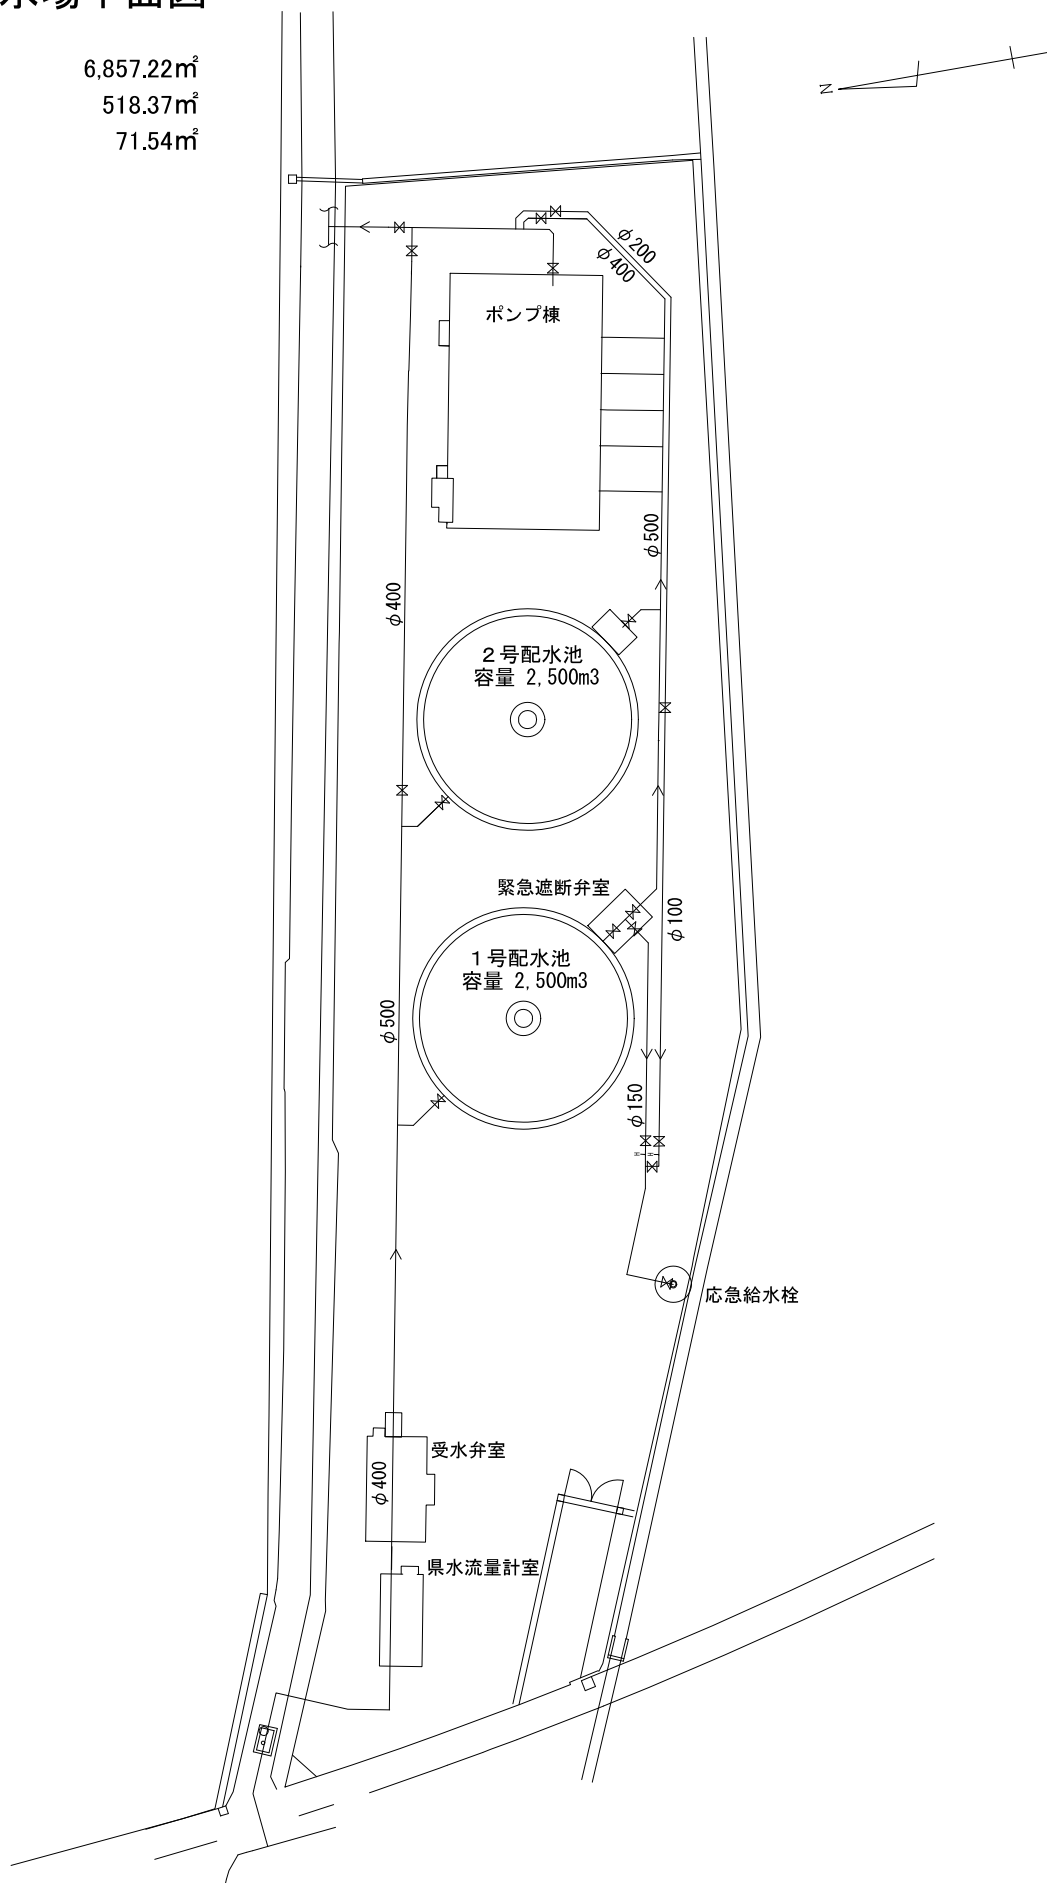 水場平面図
6,857.22㎡
518.37㎡
71.54㎡
N
φ200
φ400
ポンプ棟
φ500
φ400
２号配水池
容量 2,500m3
緊急遮断弁室
φ100
１号配水池
容量 2,500m3
φ500
φ150
応急給水栓
受水弁室
φ400
県水流量計室